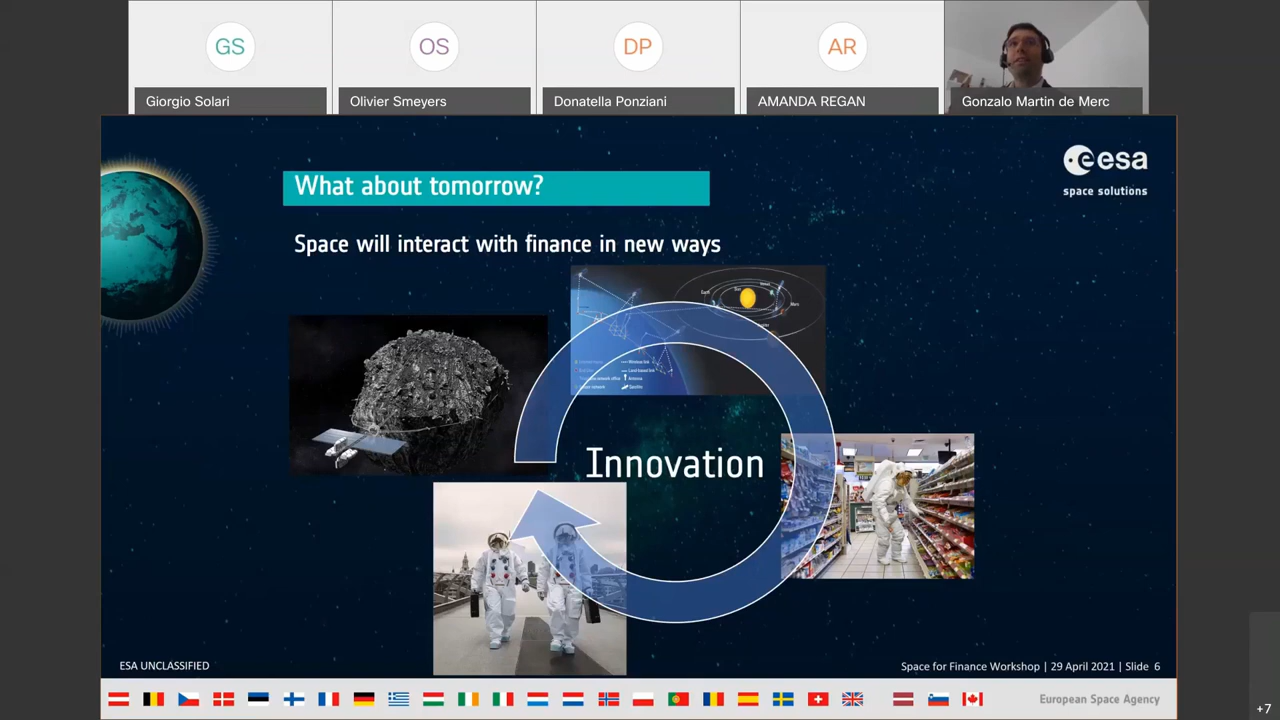 GS
OS
DP
AR
Giorgio Solari
Olivier Smeyers
Donatella Ponziani
AMANDA REGAN
Gonzalo Martin de Merc
What about tomorrow?
esa
space solutions
Space will interact with finance in new ways
Innovation
ESA UNCLASSIFIED
Space for Finance Workshop | 29 April 2021 | Slide 6
European Space Agency
+7